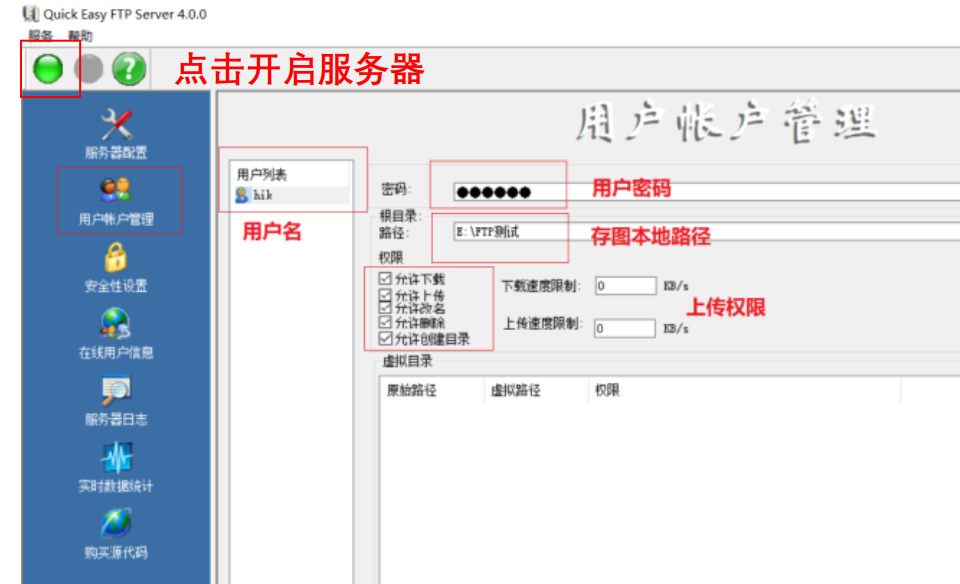 Quick Easy FTP Server 4.0.0
服务 帮助
点击开启服务器
用户帐户管理
服务器配置
用户帐户管理
安全性设置
在线用户信息
服务器日志
实时数据统计
购买源代码
用户列表
hik
用户名
密码:
●●●●●●
用户密码
根目录:
路径:
E:\FTP测试
存图本地路径
权限
允许下载
允许上传
允许改名
允许删除
允许创建目录
下载速度限制: 0 KB/s
上传速度限制: 0 KB/s
上传权限
虚拟目录
原始路径 虚拟路径 权限